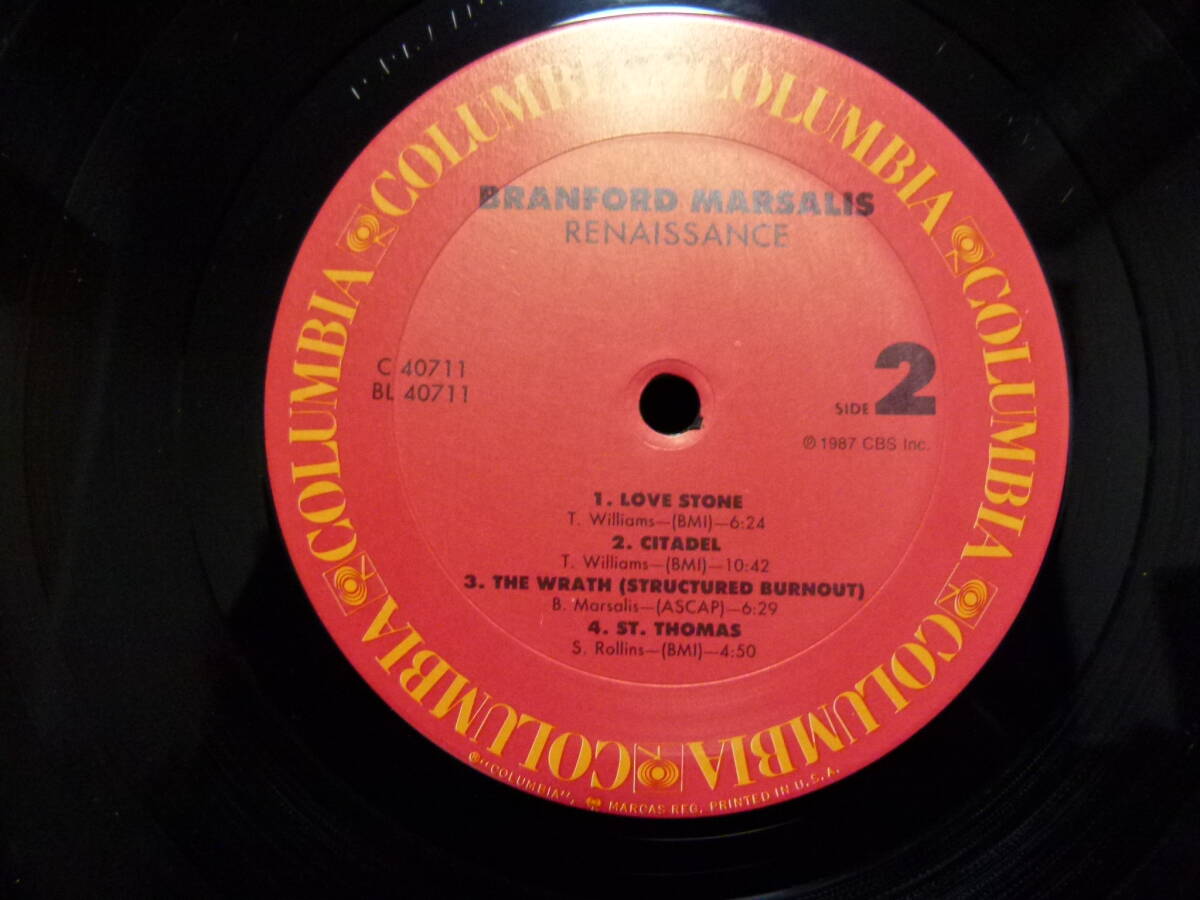 COLUMBIA COLUMBIA COLUMBIA COLUMBIA COLUMBIA COLUMBIA COLUMBIA COLUMBIA
BRANFORD MARSALIS
RENAISSANCE
C 40711
BL 40711
SIDE 2
℗ 1987 CBS Inc.
1. LOVE STONE
T. Williams—(BMI)—6:24
2. CITADEL
T. Williams—(BMI)—10:42
3. THE WRATH (STRUCTURED BURNOUT)
B. Marsalis—(ASCAP)—6:29
4. ST. THOMAS
S. Rollins—(BMI)—4:50
®"COLUMBIA", MARCAS REG. PRINTED IN U.S.A.